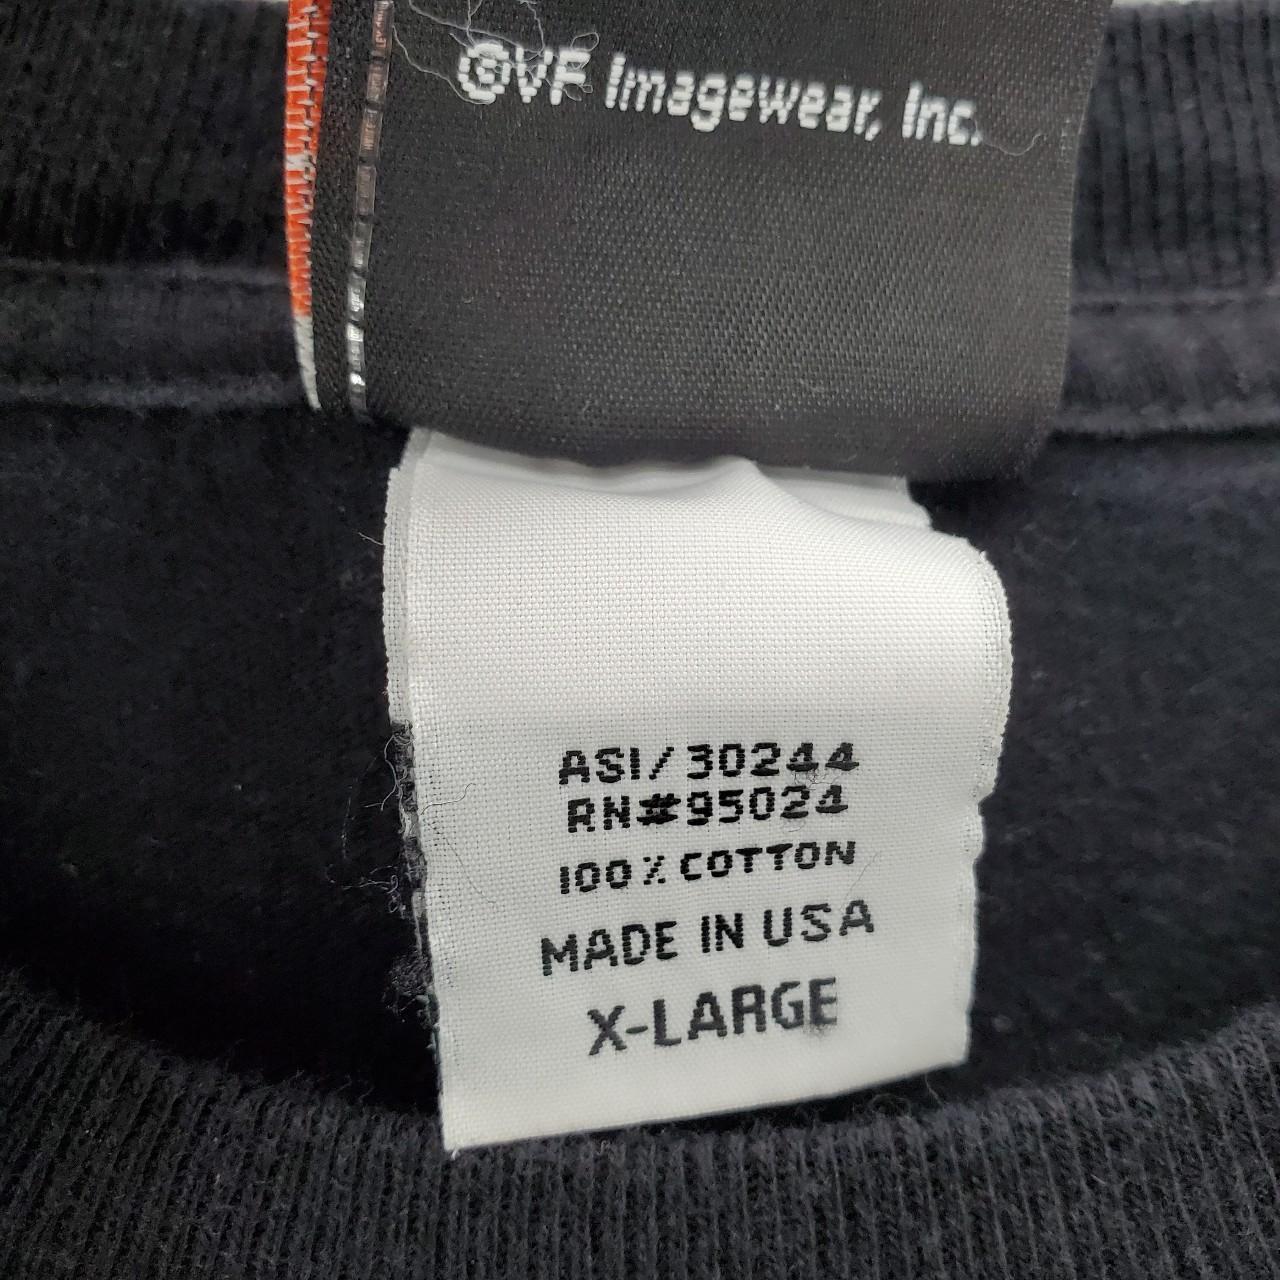 ©VF Imagewear, Inc.
ASI/30244
RN#95024
100% COTTON
MADE IN USA
X-LARGE